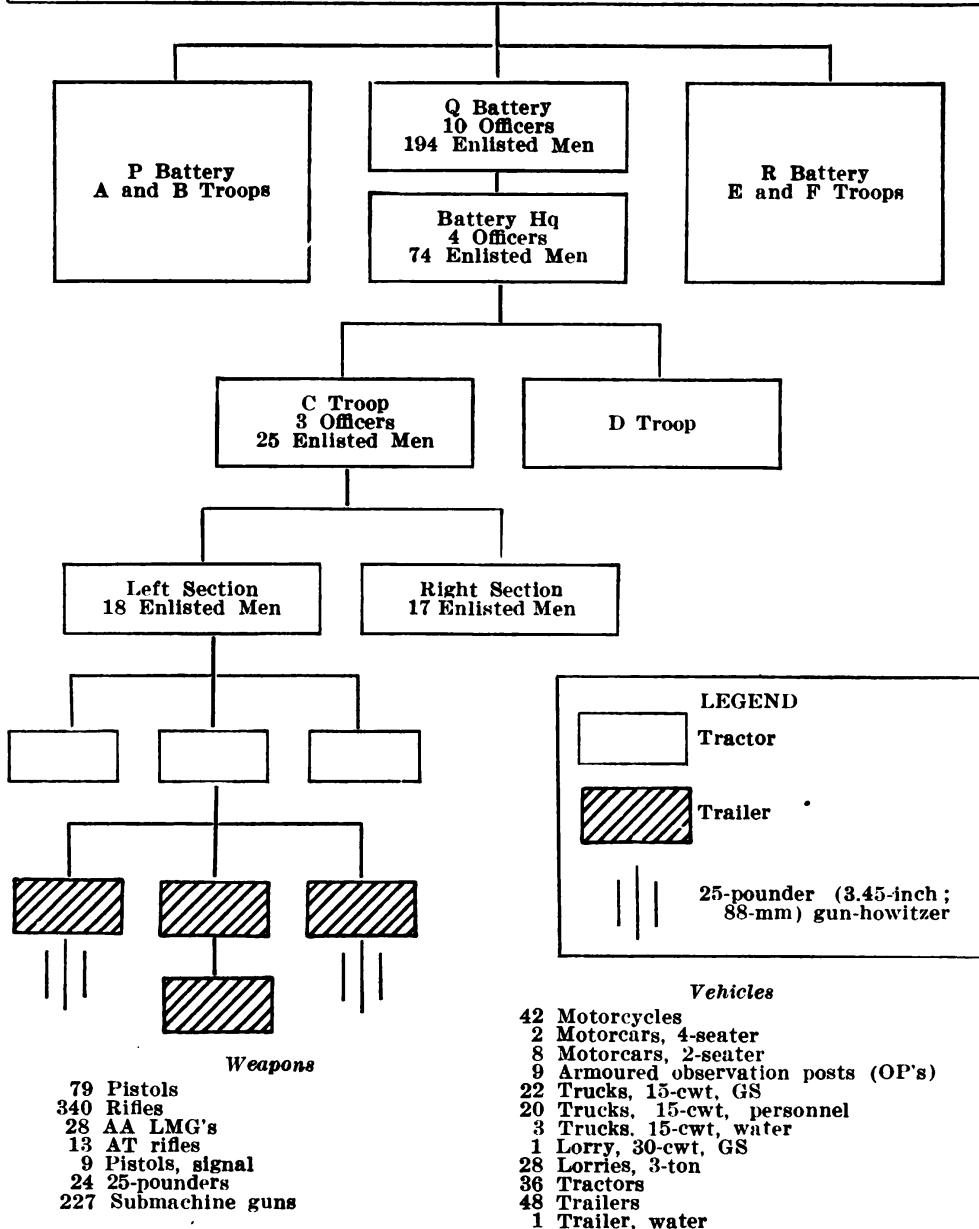 P Battery
A and B Troops
Q Battery
10 Officers
194 Enlisted Men
R Battery
E and F Troops
Battery Hq
4 Officers
74 Enlisted Men
C Troop
3 Officers
25 Enlisted Men
D Troop
Left Section
18 Enlisted Men
Right Section
17 Enlisted Men
LEGEND
Tractor
Trailer
25-pounder (3.45-inch;
88-mm) gun-howitzer
Weapons
79 Pistols
340 Rifles
28 AA LMG's
13 AT rifles
9 Pistols, signal
24 25-pounders
227 Submachine guns
Vehicles
42 Motorcycles
2 Motorcars, 4-seater
8 Motorcars, 2-seater
9 Armoured observation posts (OP's)
22 Trucks, 15-cwt, GS
20 Trucks, 15-cwt, personnel
3 Trucks, 15-cwt, water
1 Lorry, 30-cwt, GS
28 Lorries, 3-ton
36 Tractors
48 Trailers
1 Trailer, water